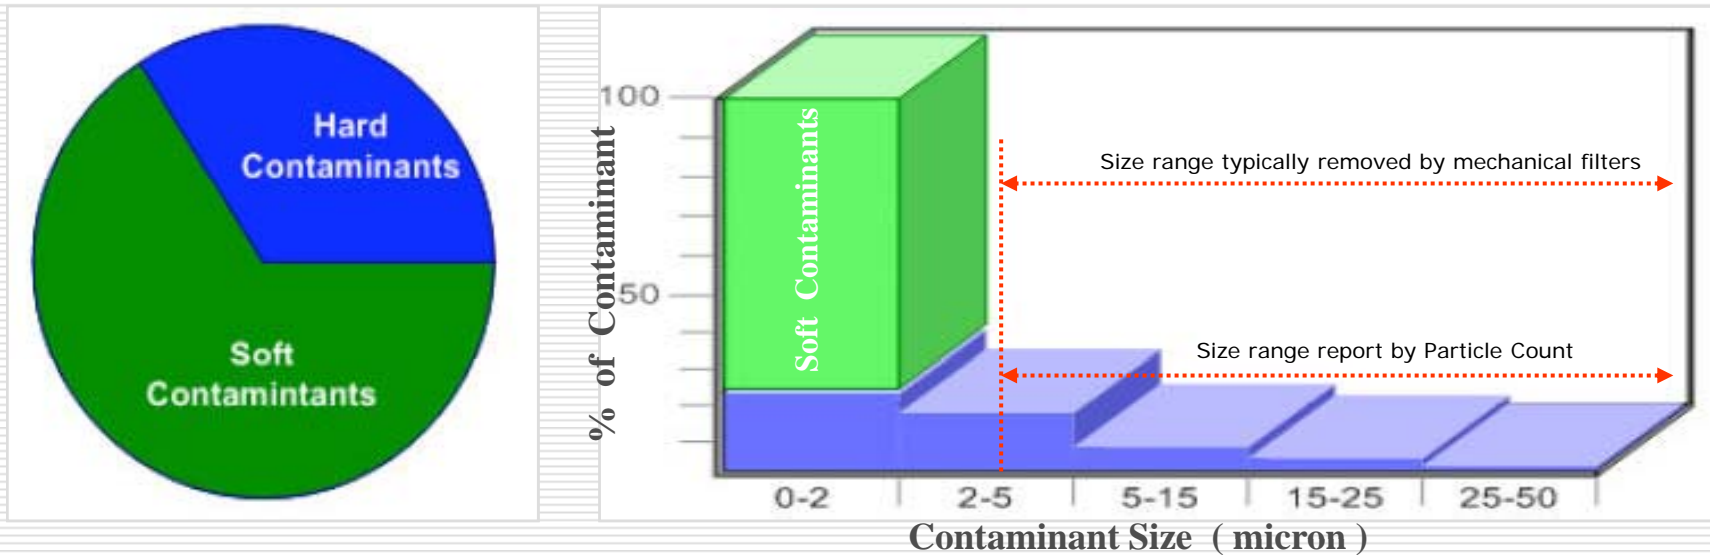 Hard
Contaminants
Soft
Contamintants
% of Contaminant
100
50
Soft Contaminants
Size range typically removed by mechanical filters
Size range report by Particle Count
0-2
2-5
5-15
15-25
25-50
Contaminant Size ( micron )